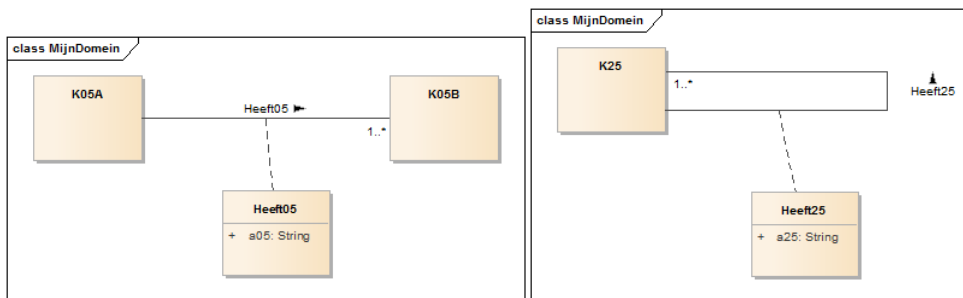 class MijnDomein
K05A
K05B
Heeft05
1..*
Heeft05
+ a05: String
class MijnDomein
K25
1..*
Heeft25
Heeft25
+ a25: String